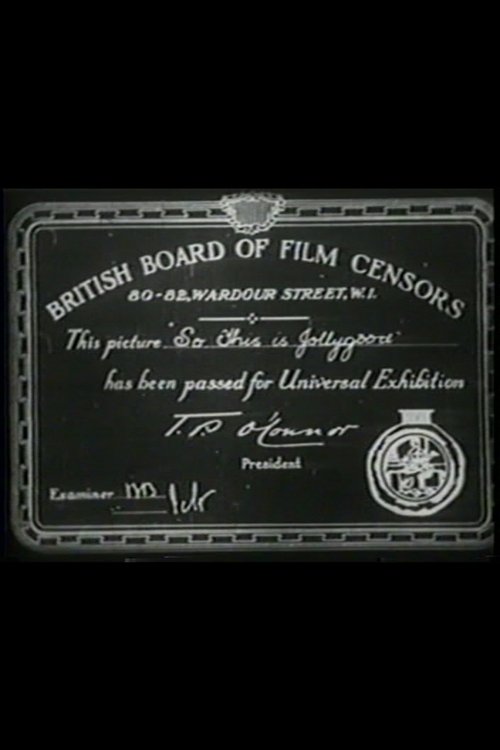 BRITISH BOARD OF FILM CENSORS
80-82, WARDOUR STREET, W.1.
This picture "So This is Jollygood"
has been passed for Universal Exhibition
T. P. O'Connor
President
Examiner